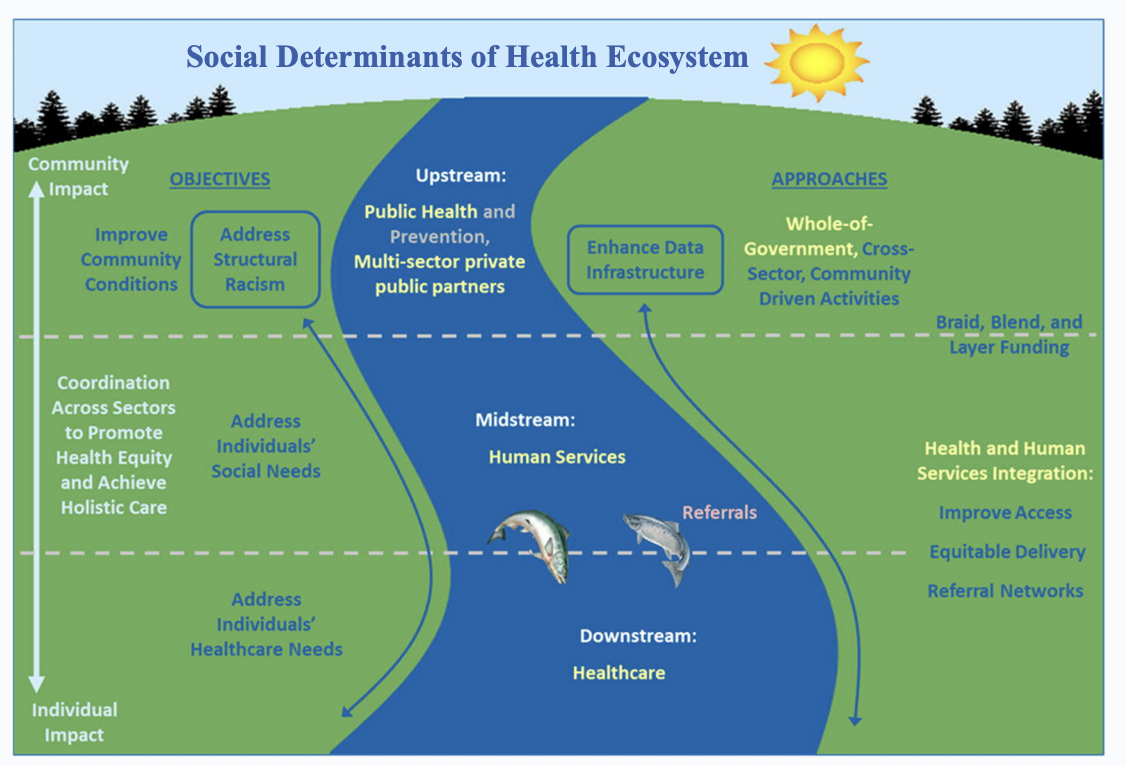 Social Determinants of Health Ecosystem
Community
Impact
OBJECTIVES
Improve
Community
Conditions
Address
Structural
Racism
Upstream:
Public Health and
Prevention,
Multi-sector private
public partners
APPROACHES
Enhance Data
Infrastructure
Whole-of-
Government, Cross-
Sector, Community
Driven Activities
Braid, Blend, and
Layer Funding
Coordination
Across Sectors
to Promote
Health Equity
and Achieve
Holistic Care
Address
Individuals’
Social Needs
Midstream:
Human Services
Referrals
Health and Human
Services Integration:
Improve Access
Equitable Delivery
Referral Networks
Address
Individuals’
Healthcare Needs
Downstream:
Healthcare
Individual
Impact